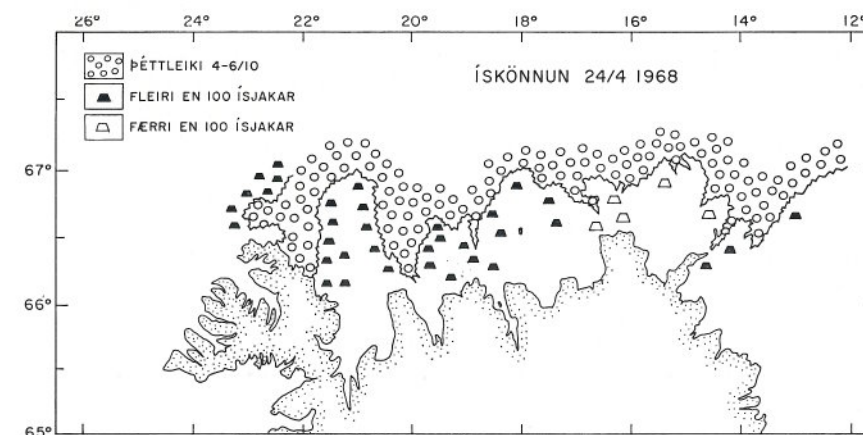 26° 24° 22° 20° 18° 16° 14° 12°
ÞÉTTLEIKI 4-6/10
FLEIRI EN 100 ÍSJAKAR
FÆRRI EN 100 ÍSJAKAR
ÍSKÖNNUN 24/4 1968
67°
66°
65°